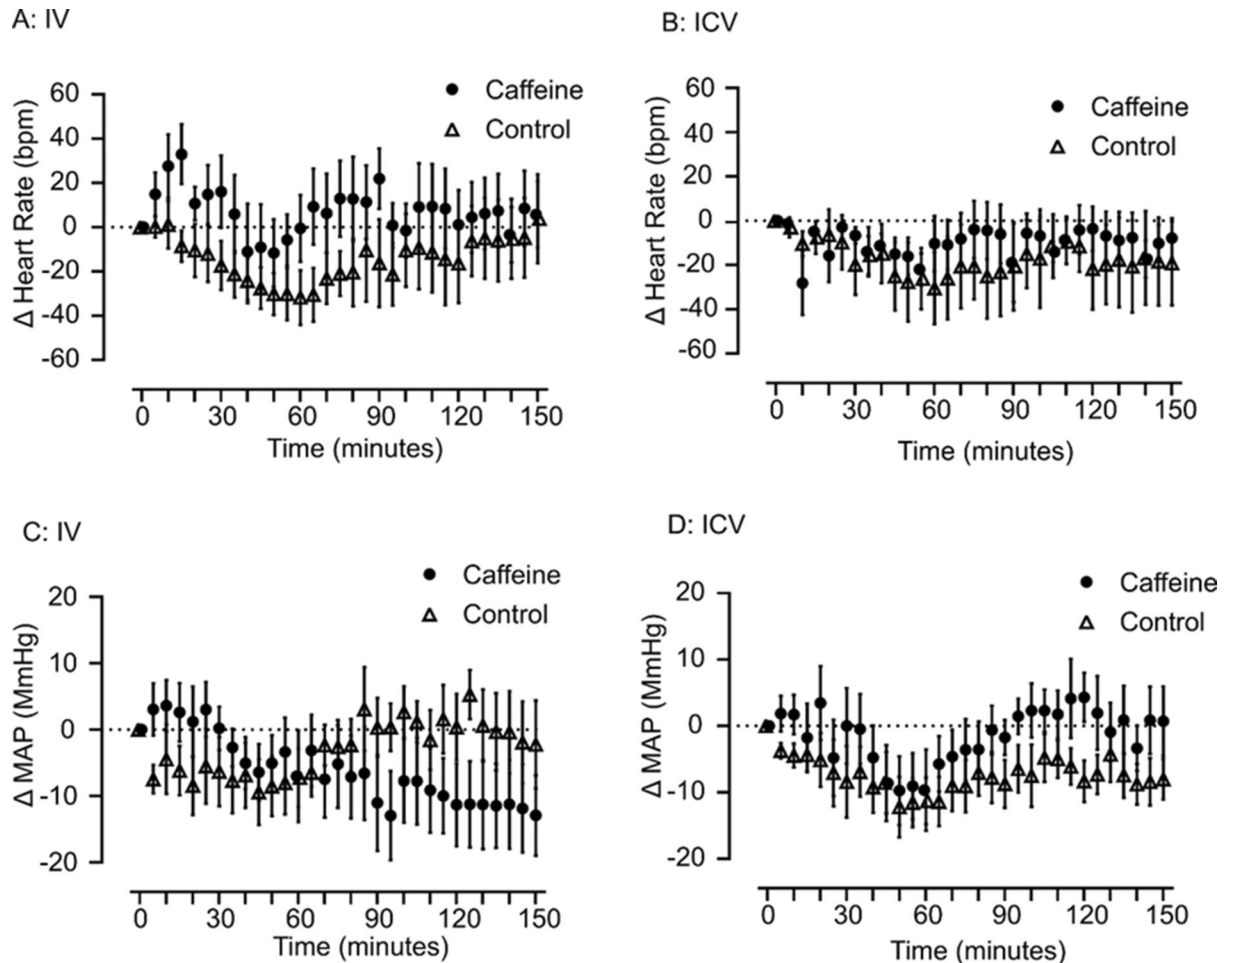 A: IV
B: ICV
60
40
20
0
-20
-40
-60
Δ Heart Rate (bpm)
Caffeine
Control
0 30 60 90 120 150
Time (minutes)
60
40
20
0
-20
-40
-60
Δ Heart Rate (bpm)
Caffeine
Control
0 30 60 90 120 150
Time (minutes)
C: IV
D: ICV
20
10
0
-10
-20
Δ MAP (MmHg)
Caffeine
Control
0 30 60 90 120 150
Time (minutes)
20
10
0
-10
-20
Δ MAP (MmHg)
Caffeine
Control
0 30 60 90 120 150
Time (minutes)